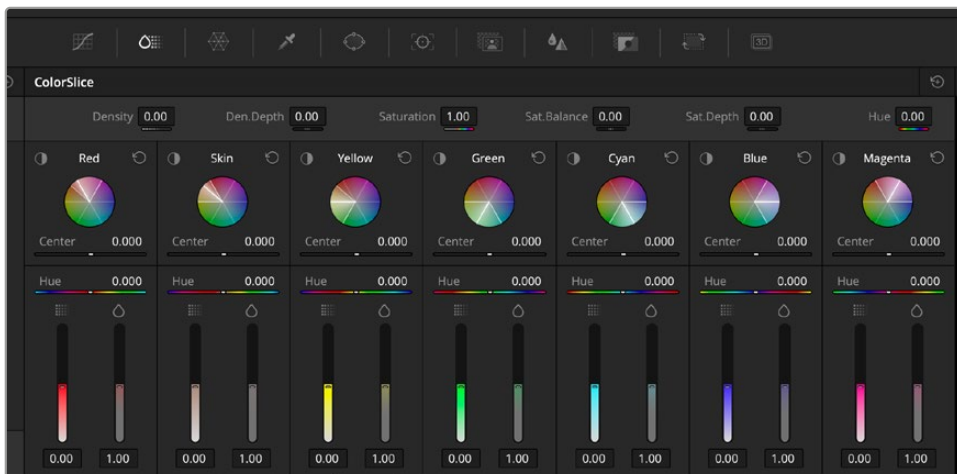 3D
ColorSlice
Density 0.00 Den.Depth 0.00 Saturation 1.00 Sat.Balance 0.00 Sat.Depth 0.00 Hue 0.00
Red Skin Yellow Green Cyan Blue Magenta
Center 0.000 Center 0.000 Center 0.000 Center 0.000 Center 0.000 Center 0.000 Center 0.000
Hue 0.000 Hue 0.000 Hue 0.000 Hue 0.000 Hue 0.000 Hue 0.000 Hue 0.000
0.00 1.00 0.00 1.00 0.00 1.00 0.00 1.00 0.00 1.00 0.00 1.00 0.00 1.00